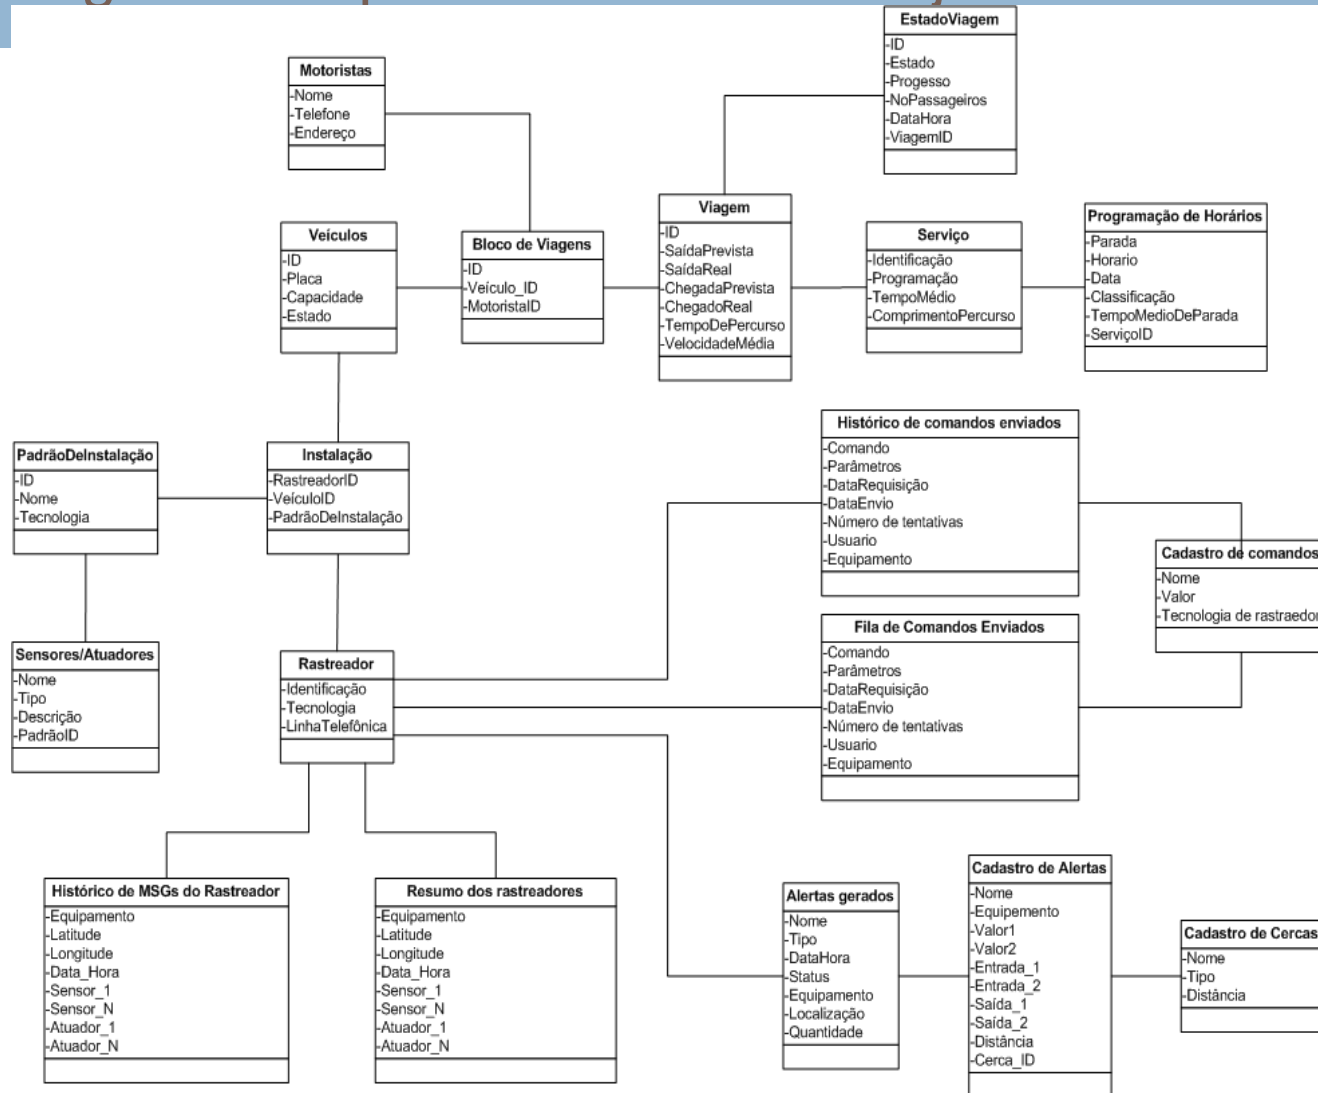 EstadoViagem
-ID
-Estado
-Progesso
-NoPassageiros
-DataHora
-ViagemID
Motoristas
-Nome
-Telefone
-Endereço
Viagem
-ID
-SaídaPrevista
-SaídaReal
-ChegadaPrevista
-ChegadoReal
-TempoDePercurso
-VelocidadeMédia
Programação de Horários
-Parada
-Horario
-Data
-Classificação
-TempoMedioDeParada
-ServiçoID
Veículos
-ID
-Placa
-Capacidade
-Estado
Bloco de Viagens
-ID
-Veículo_ID
-MotoristaID
Serviço
-Identificação
-Programação
-TempoMédio
-ComprimentoPercurso
Histórico de comandos enviados
-Comando
-Parâmetros
-DataRequisição
-DataEnvio
-Número de tentativas
-Usuario
-Equipamento
PadrãoDeInstalação
-ID
-Nome
-Tecnologia
Instalação
-RastreadorID
-VeículoID
-PadrãoDeInstalação
Cadastro de comandos
-Nome
-Valor
-Tecnologia de rastraedor
Fila de Comandos Enviados
-Comando
-Parâmetros
-DataRequisição
-DataEnvio
-Número de tentativas
-Usuario
-Equipamento
Sensores/Atuadores
-Nome
-Tipo
-Descrição
-PadrãoID
Rastreador
-Identificação
-Tecnologia
-LinhaTelefônica
Histórico de MSGs do Rastreador
-Equipamento
-Latitude
-Longitude
-Data_Hora
-Sensor_1
-Sensor_N
-Atuador_1
-Atuador_N
Resumo dos rastreadores
-Equipamento
-Latitude
-Longitude
-Data_Hora
-Sensor_1
-Sensor_N
-Atuador_1
-Atuador_N
Alertas gerados
-Nome
-Tipo
-DataHora
-Status
-Equipamento
-Localização
-Quantidade
Cadastro de Alertas
-Nome
-Equipemento
-Valor1
-Valor2
-Entrada_1
-Entrada_2
-Saída_1
-Saída_2
-Distância
-Cerca_ID
Cadastro de Cercas
-Nome
-Tipo
-Distância